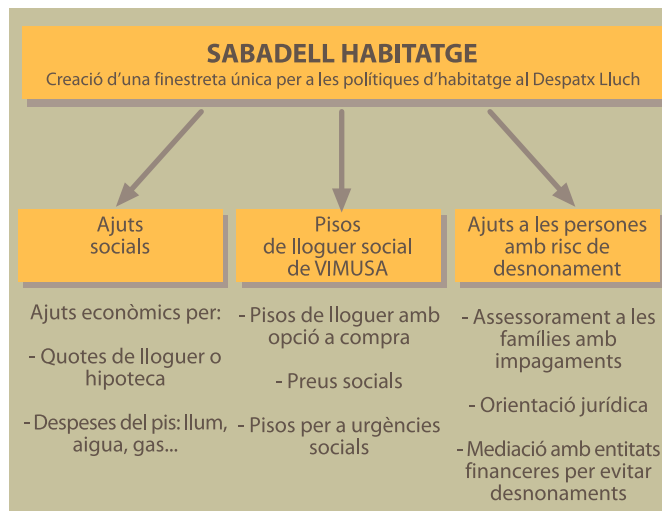 SABADELL HABITATGE
Creació d'una finestreta única per a les polítiques d'habitatge al Despatx Lluch
Ajuts
socials
Ajuts econòmics per:
- Quotes de lloguer o
hipoteca
- Despeses del pis: llum,
aigua, gas...
Pisos
de lloguer social
de VIMUSA
- Pisos de lloguer amb
opció a compra
- Preus socials
- Pisos per a urgències
socials
Ajuts a les persones
amb risc de
desnonament
- Assessorament a les
famílies amb
impagaments
- Orientació jurídica
- Mediació amb entitats
financeres per evitar
desnonaments